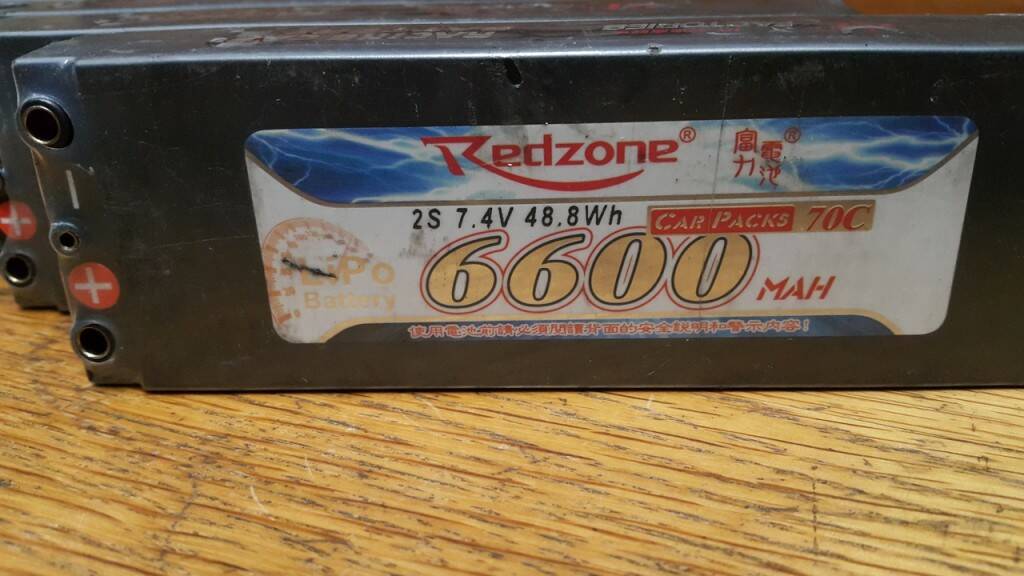 Redzone®
富力電池®
2S 7.4V 48.8Wh
CAR PACKS 70C
LiPo
Battery
6600 MAH
使用電池前請必須閱讀背面的安全說明和警示内容!